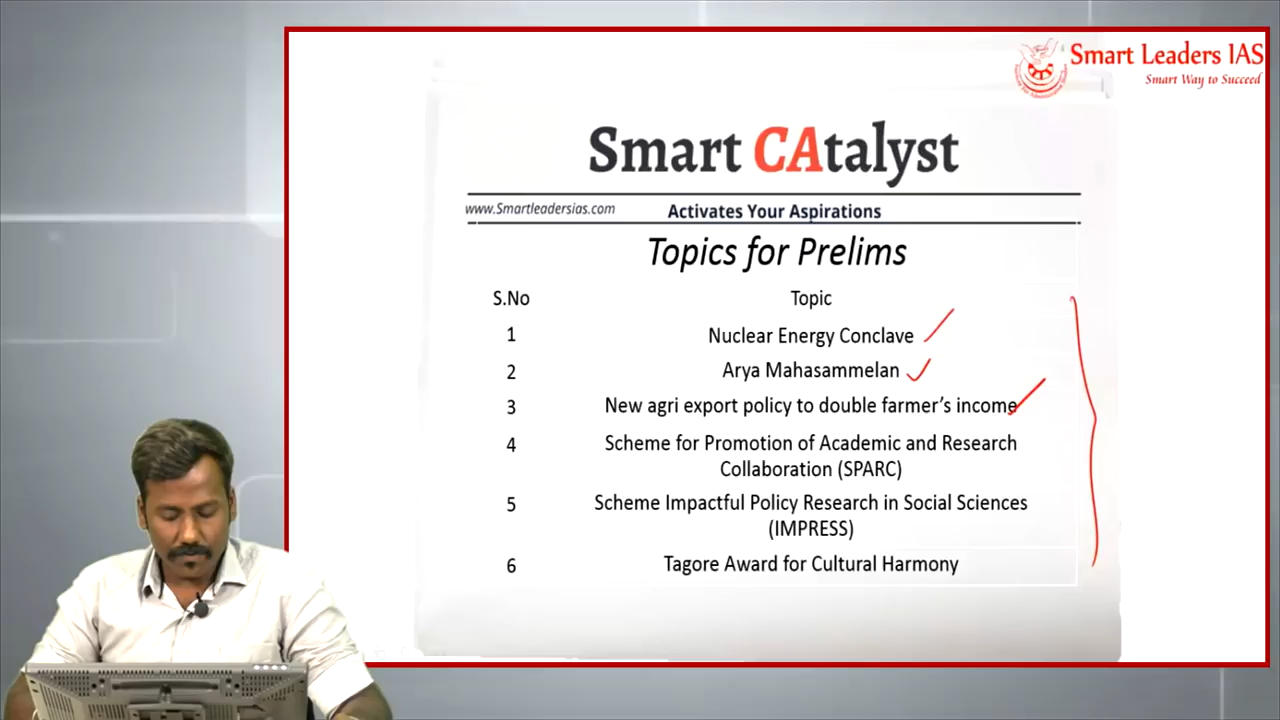 Smart Leaders IAS
Smart Way to Succeed
Smart CAtalyst
www.Smartleadersias.com Activates Your Aspirations
Topics for Prelims
S.No Topic
1 Nuclear Energy Conclave
2 Arya Mahasammelan
3 New agri export policy to double farmer's income
4 Scheme for Promotion of Academic and Research
Collaboration (SPARC)
5 Scheme Impactful Policy Research in Social Sciences
(IMPRESS)
6 Tagore Award for Cultural Harmony